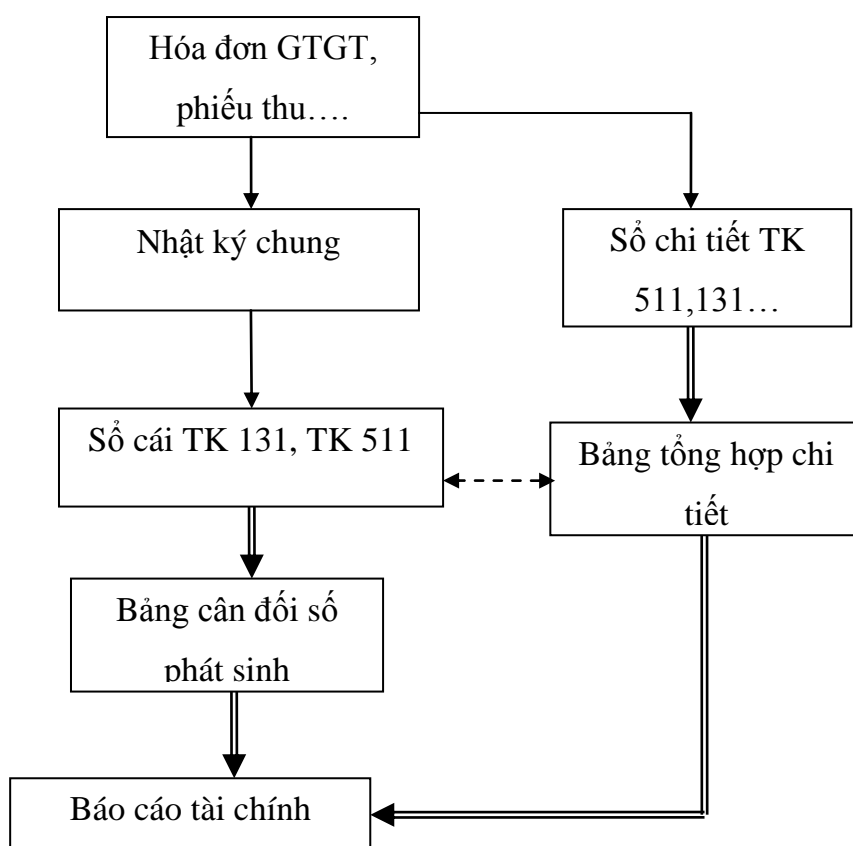 Hóa đơn GTGT,
phiếu thu….
Nhật ký chung
Sổ chi tiết TK
511,131…
Sổ cái TK 131, TK 511
Bảng tổng hợp chi
tiết
Bảng cân đối số
phát sinh
Báo cáo tài chính